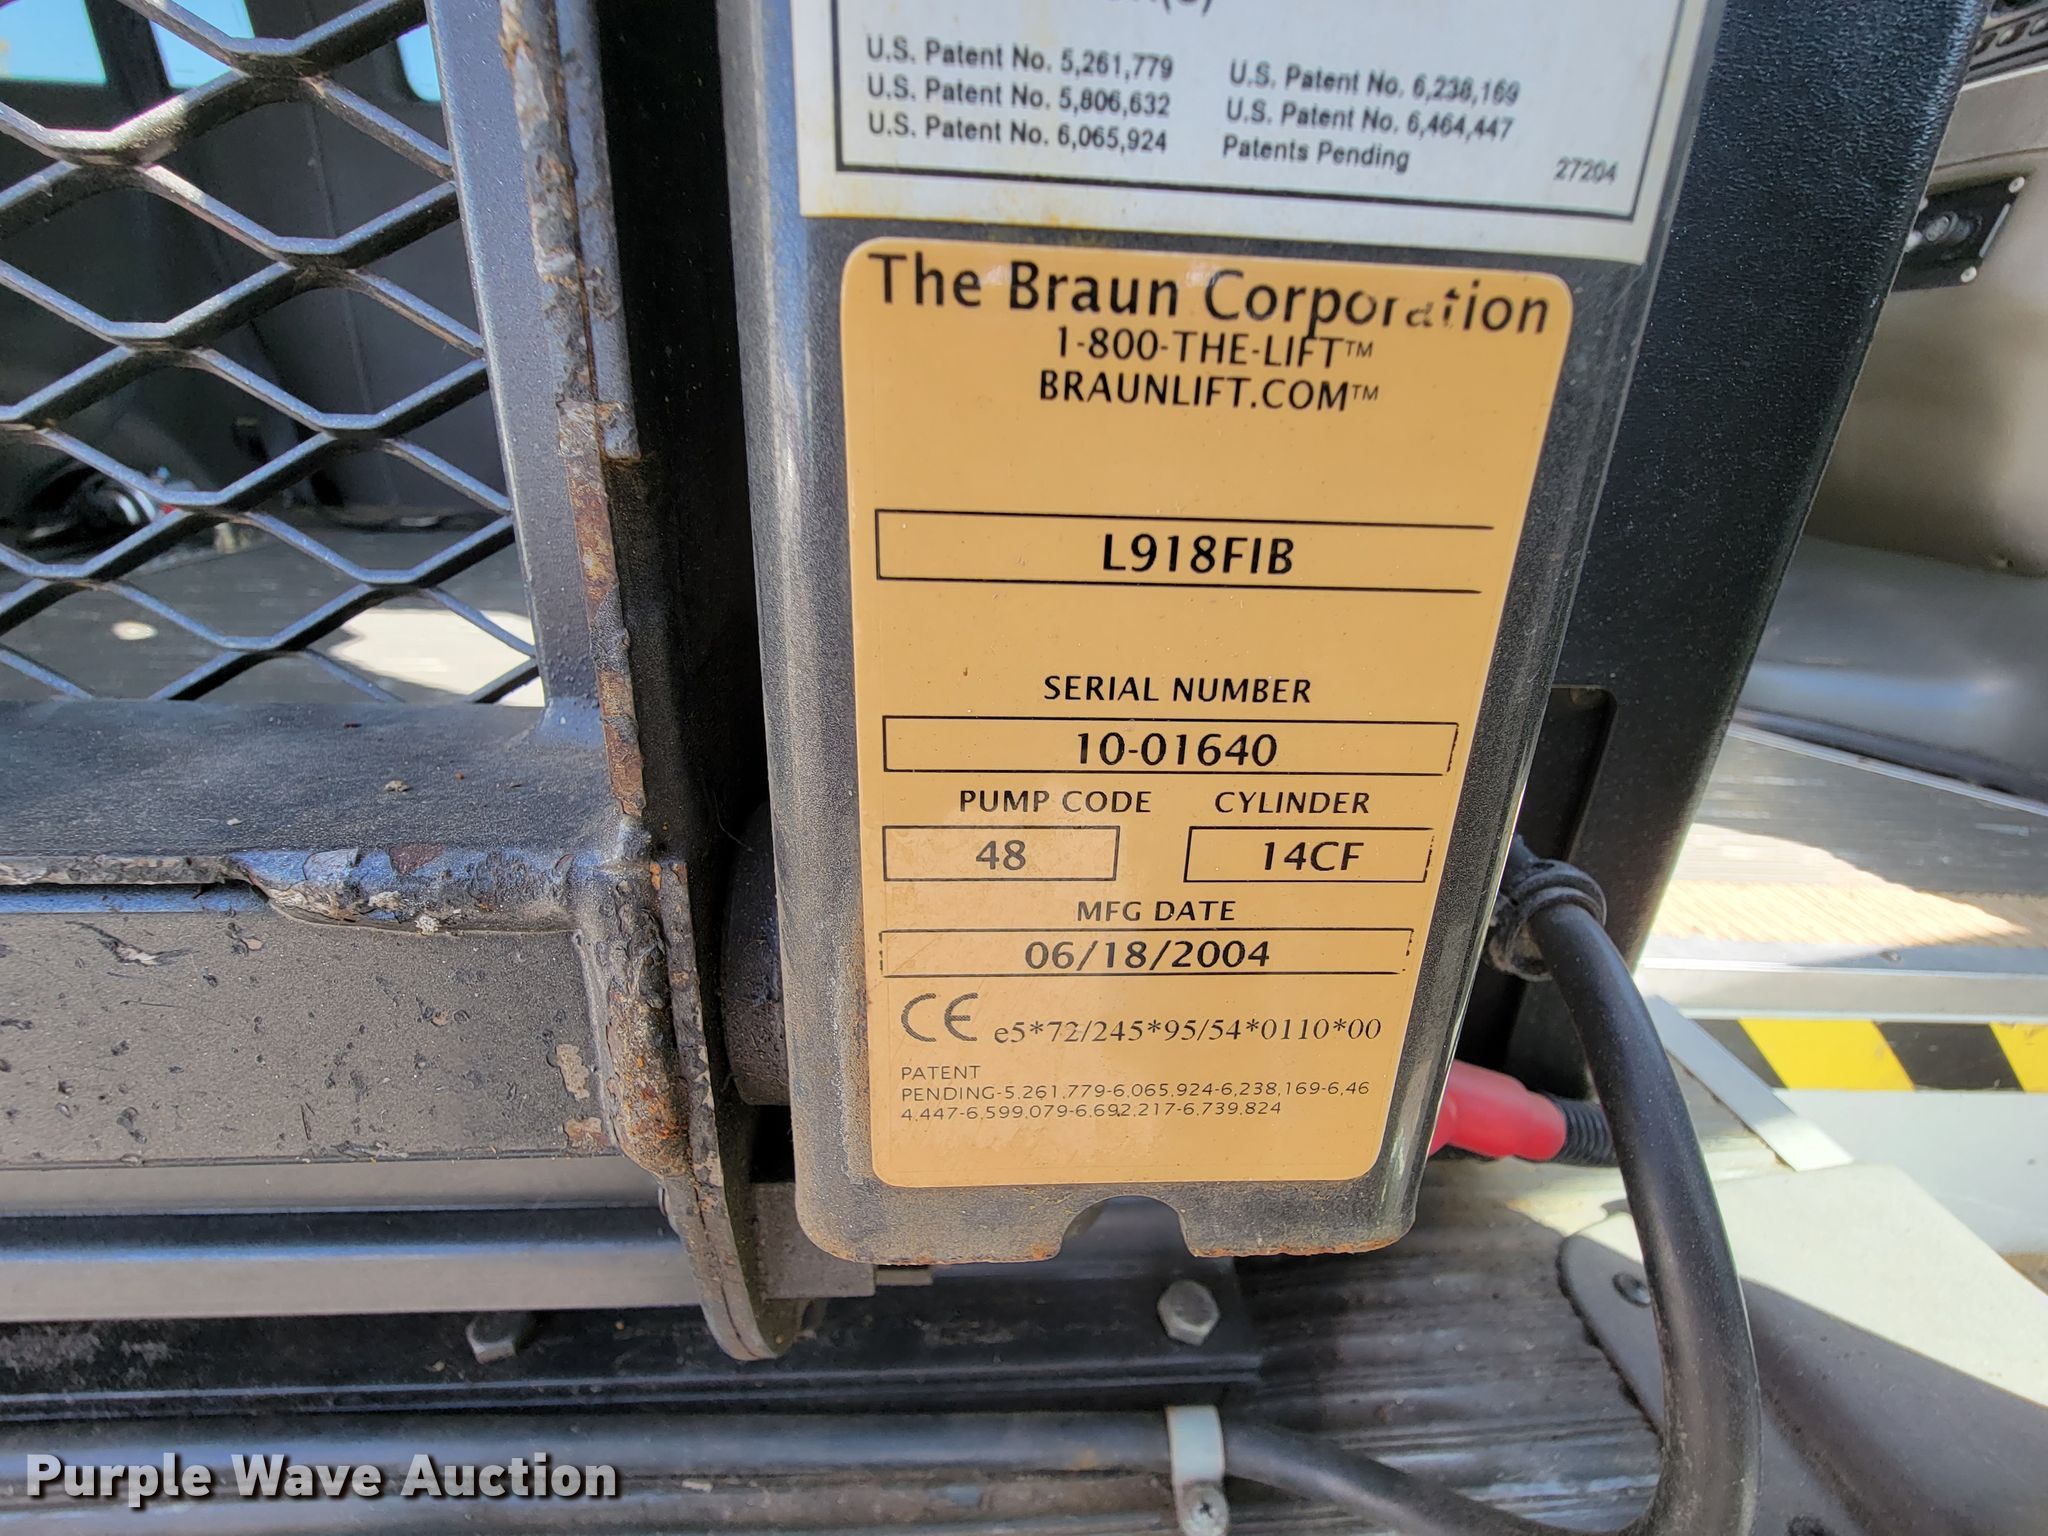 U.S. Patent No. 5,261,779
U.S. Patent No. 5,806,632
U.S. Patent No. 6,065,924
U.S. Patent No. 6,238,169
U.S. Patent No. 6,464,447
Patents Pending
27204
The Braun Corporation
1-800-THE-LIFT™
BRAUNLIFT.COM™
L918FIB
SERIAL NUMBER
10-01640
PUMP CODE CYLINDER
48 14CF
MFG DATE
06/18/2004
CE e5*72/245*95/54*0110*00
PATENT
PENDING-5,261,779-6,065,924-6,238,169-6,46
4,447-6,599,079-6,692,217-6,739,824
Purple Wave Auction